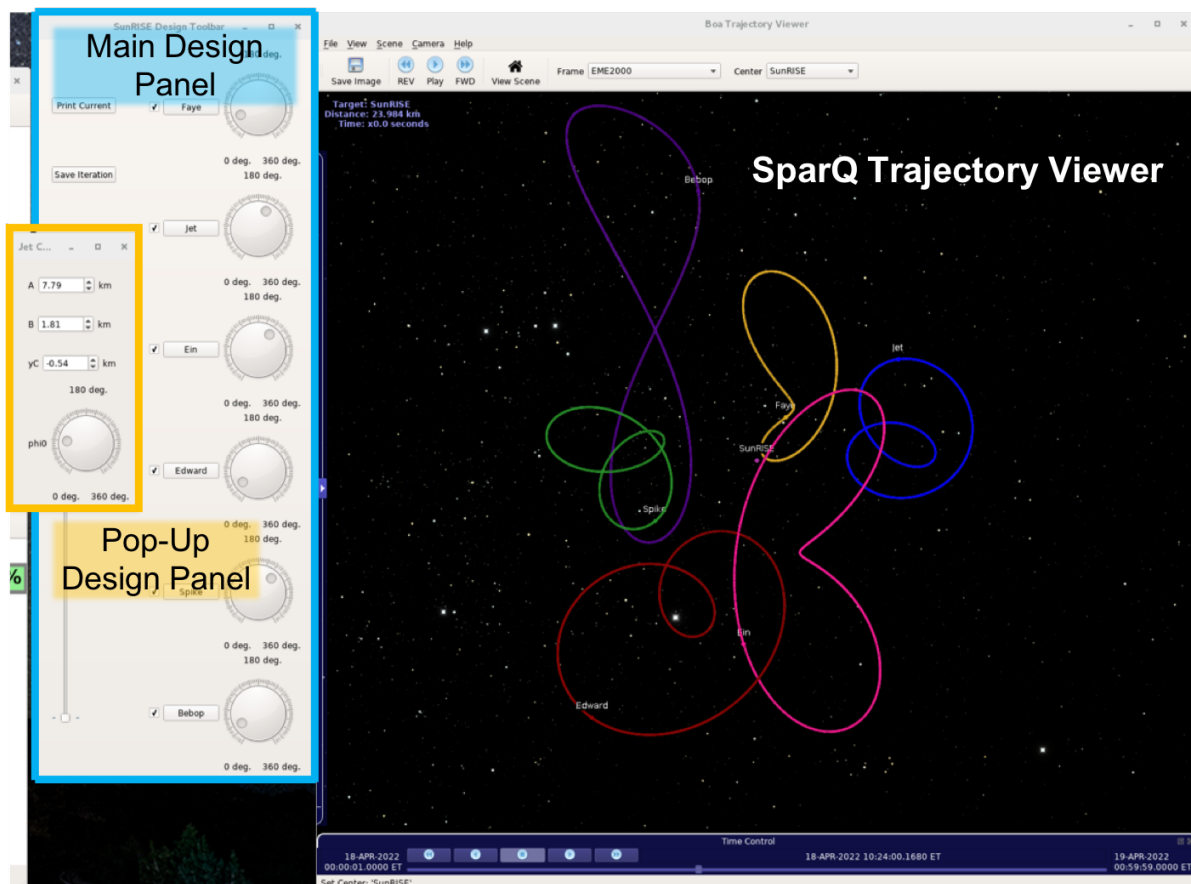 SunRISE Design Toolbar
Main Design
Panel
180 deg.
Print Current
Faye
0 deg. 360 deg.
180 deg.
Save Iteration
Jet
0 deg. 360 deg.
180 deg.
Ein
0 deg. 360 deg.
180 deg.
Edward
0 deg. 360 deg.
180 deg.
Spike
0 deg. 360 deg.
180 deg.
Bebop
0 deg. 360 deg.
Jet C...
A 7.79 km
B 1.81 km
yC -0.54 km
180 deg.
phi0
0 deg. 360 deg.
Pop-Up
Design Panel
%
Boa Trajectory Viewer
File View Scene Camera Help
Save Image REV Play FWD View Scene Frame EME2000 Center SunRISE
Target: SunRISE
Distance: 23.984 km
Time: x0.0 seconds
SparQ Trajectory Viewer
Bebop
Jet
Faye
SunRISE
Spike
Ein
Edward
Time Control
18-APR-2022
00:00:01.0000 ET
18-APR-2022 10:24:00.1680 ET
19-APR-2022
00:59:59.0000 ET
Set Center: 'SunRISE'